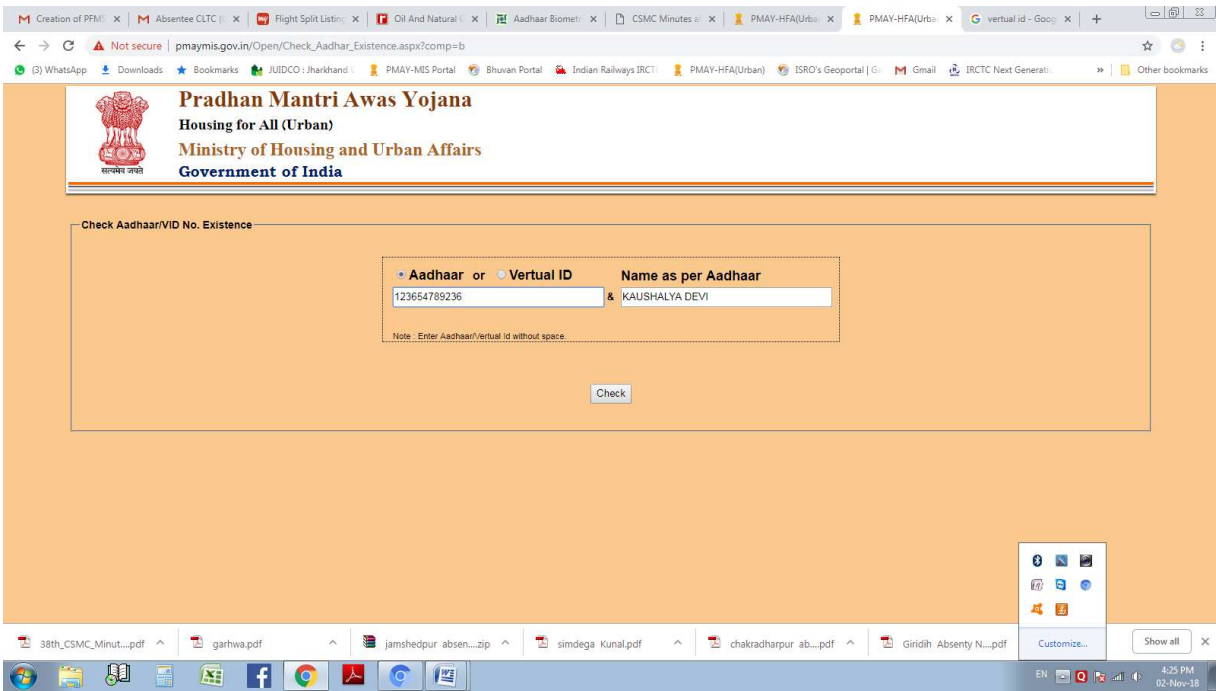 Creation of PFMS
Absentee CLTC (C
Flight Split Listing
Oil And Natural G
Aadhaar Biometri
CSMC Minutes a
PMAY-HFA(Urba
PMAY-HFA(Urba
vertual id - Goog
Not secure | pmaymis.gov.in/Open/Check_Aadhar_Existence.aspx?comp=b
(3) WhatsApp
Downloads
Bookmarks
JUIDCO : Jharkhand U
PMAY-MIS Portal
Bhuvan Portal
Indian Railways IRCT
PMAY-HFA(Urban)
ISRO's Geoportal | G
Gmail
IRCTC Next Generati
Other bookmarks
Pradhan Mantri Awas Yojana
Housing for All (Urban)
Ministry of Housing and Urban Affairs
Government of India
सत्यमेव जयते
Check Aadhaar/VID No. Existence
Aadhaar or Vertual ID Name as per Aadhaar
123654789236 & KAUSHALYA DEVI
Note : Enter Aadhaar/Vertual Id without space.
Check
Customize...
38th_CSMC_Minut....pdf
garhwa.pdf
jamshedpur absen....zip
simdega Kunal.pdf
chakradharpur ab....pdf
Giridih Absenty N....pdf
Show all
EN
4:25 PM
02-Nov-18